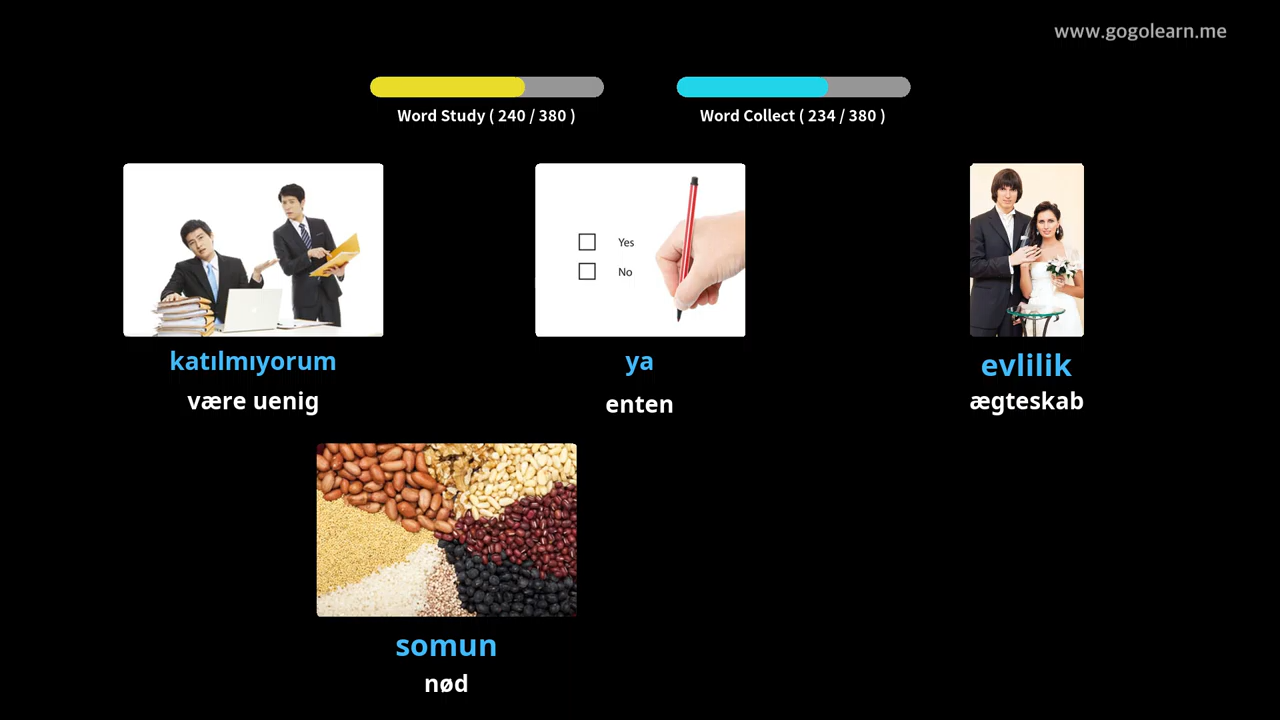 www.gogolearn.me
Word Study ( 240 / 380 )
Word Collect ( 234 / 380 )
Yes
No
katılmıyorum
være uenig
ya
enten
evlilik
ægteskab
somun
nød